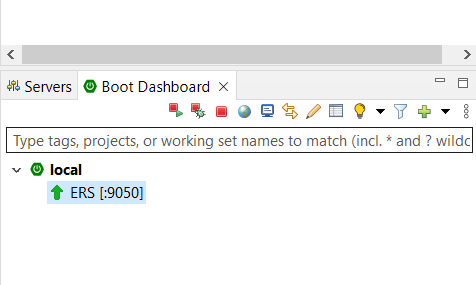 Servers Boot Dashboard
Type tags, projects, or working set names to match (incl. * and ? wildc
local
ERS [:9050]